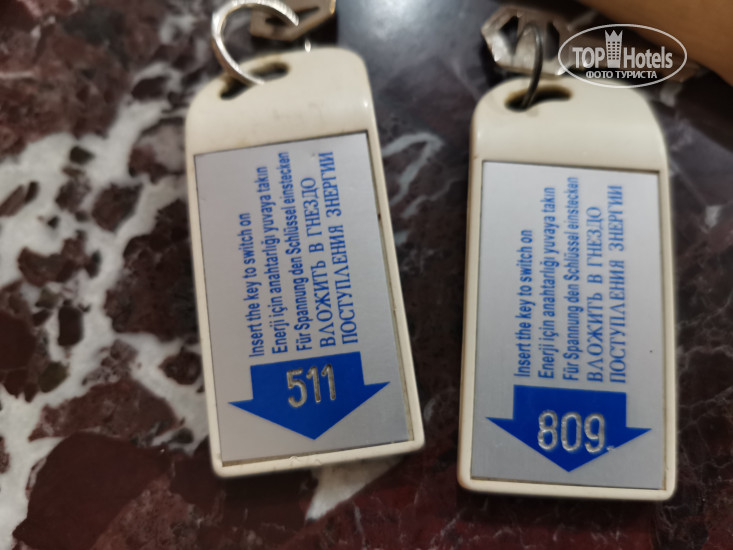 TOP Hotels
ФОТО ТУРИСТА
Insert the key to switch on
Enerji için anahtarlığı yuvaya takın
Für Spannung den Schlüssel einstecken
ВЛОЖИТЬ В ГНЕЗДО
ПОСТУПЛЕНИЯ ЗНЕРГИИ
511
Insert the key to switch on
Enerji için anahtarlığı yuvaya takın
Für Spannung den Schlüssel einstecken
ВЛОЖИТЬ В ГНЕЗДО
ПОСТУПЛЕНИЯ ЗНЕРГИИ
809